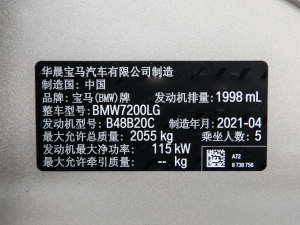 华晨宝马汽车有限公司制造
制造国：中国
品牌：宝马(BMW)牌 发动机排量：1998 mL
整车型号：BMW7200LG
发动机型号：B48B20C 制造年月：2021-04
最大允许总质量：2055 kg 乘坐人数：5
发动机最大净功率：115 kW
最大允许牵引质量：-- kg
A72
8 738 756